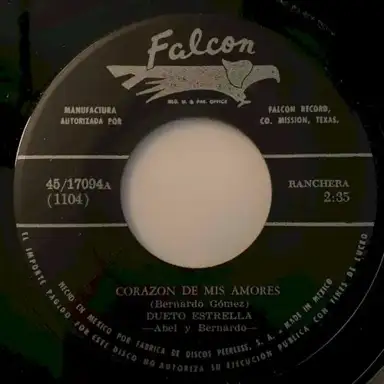 Falcon
REG. U. S. PAT. OFFICE
MANUFACTURA
AUTORIZADA POR
FALCON RECORD,
CO. MISSION, TEXAS.
45/17094A
(1104)
RANCHERA
2:35
CORAZON DE MIS AMORES
(Bernardo Gómez)
DUETO ESTRELLA
—Abel y Bernardo—
HECHO EN MEXICO POR FABRICA DE DISCOS PEERLESS, S. A. - MADE IN MEXICO
EL IMPORTE PAGADO POR ESTE DISCO NO AUTORIZA SU EJECUCION PUBLICA CON FINES DE LUCRO